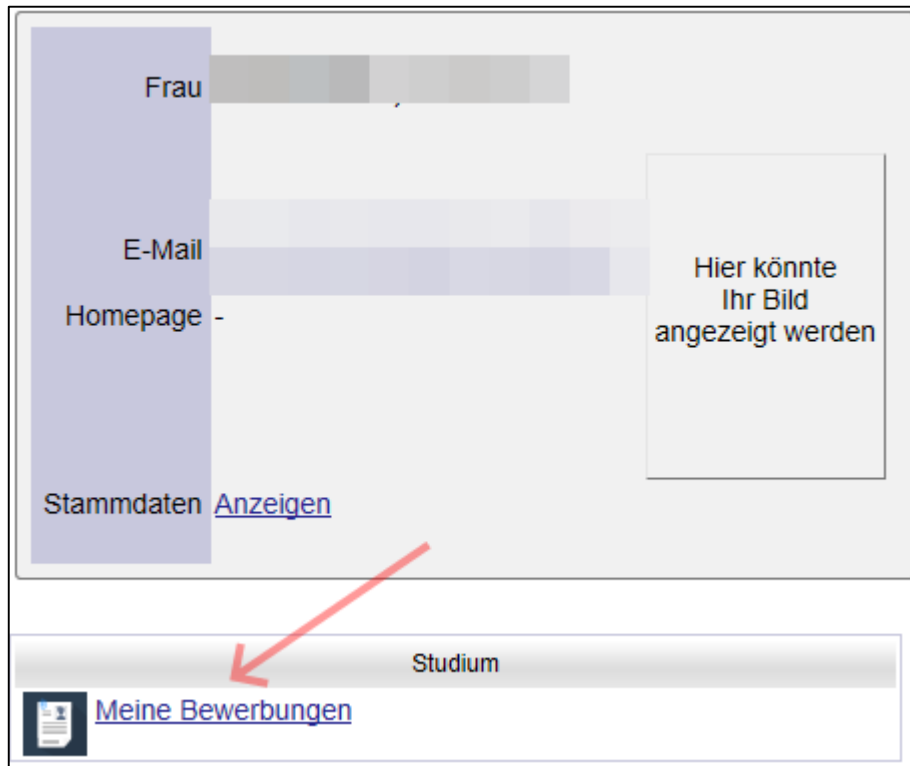 Frau
E-Mail
Homepage -
Hier könnte
Ihr Bild
angezeigt werden
Stammdaten Anzeigen
Studium
Meine Bewerbungen